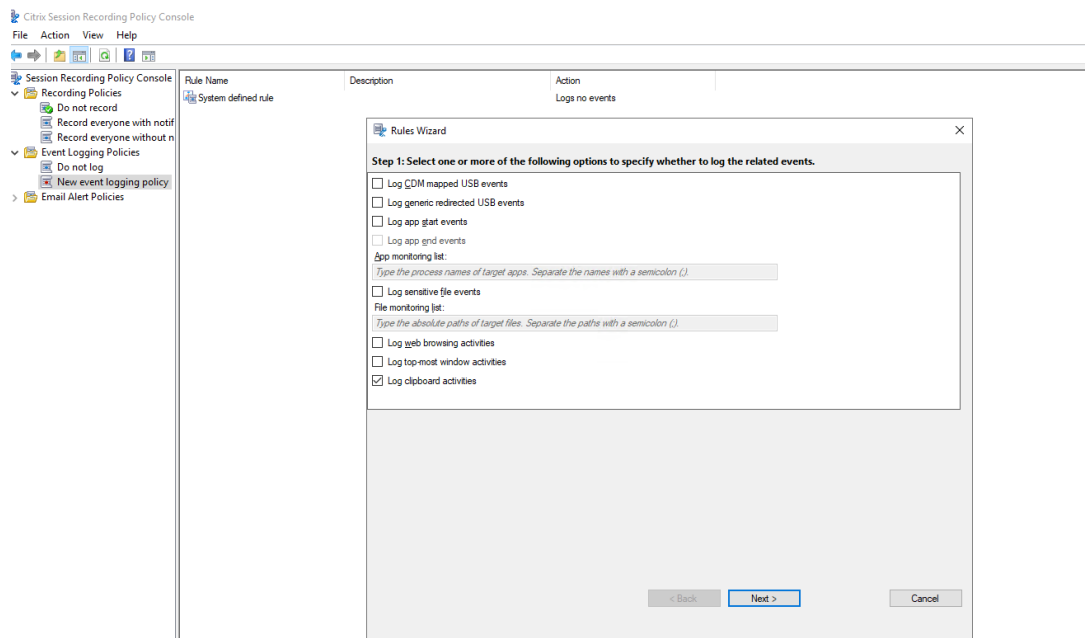 Citrix Session Recording Policy Console
File Action View Help
Session Recording Policy Console
Recording Policies
Do not record
Record everyone with notif
Record everyone without n
Event Logging Policies
Do not log
New event logging policy
Email Alert Policies
Rule Name Description Action
System defined rule Logs no events
Rules Wizard
Step 1: Select one or more of the following options to specify whether to log the related events.
Log CDM mapped USB events
Log generic redirected USB events
Log app start events
Log app end events
App monitoring list:
Type the process names of target apps. Separate the names with a semicolon (;).
Log sensitive file events
File monitoring list:
Type the absolute paths of target files. Separate the paths with a semicolon (;).
Log web browsing activities
Log top-most window activities
Log clipboard activities
< Back Next > Cancel